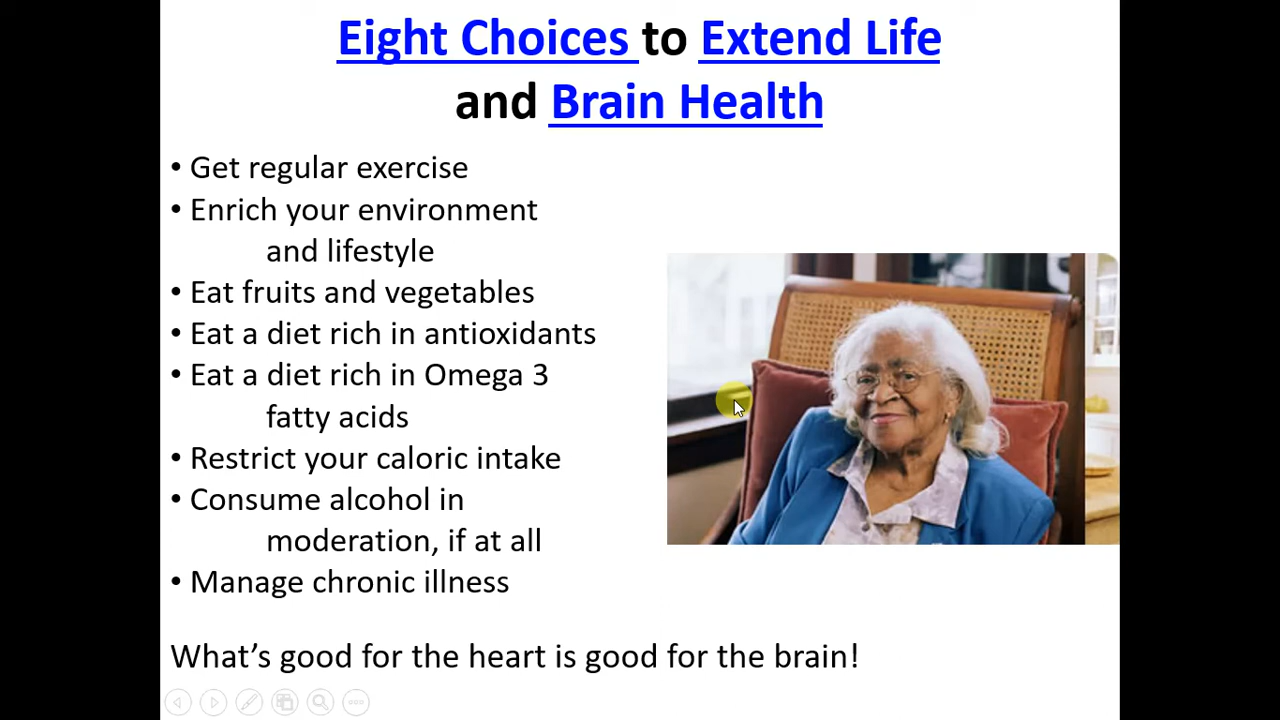 Eight Choices to Extend Life
and Brain Health
• Get regular exercise
• Enrich your environment
and lifestyle
• Eat fruits and vegetables
• Eat a diet rich in antioxidants
• Eat a diet rich in Omega 3
fatty acids
• Restrict your caloric intake
• Consume alcohol in
moderation, if at all
• Manage chronic illness
What’s good for the heart is good for the brain!